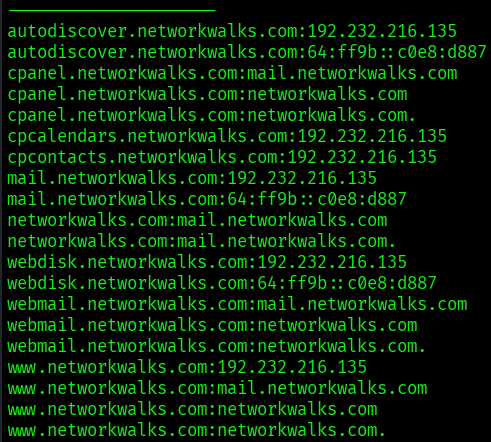 ---------------------
autodiscover.networkwalks.com:192.232.216.135
autodiscover.networkwalks.com:64:ff9b::c0e8:d887
cpanel.networkwalks.com:mail.networkwalks.com
cpanel.networkwalks.com:networkwalks.com
cpanel.networkwalks.com:networkwalks.com.
cpcalendars.networkwalks.com:192.232.216.135
cpcontacts.networkwalks.com:192.232.216.135
mail.networkwalks.com:192.232.216.135
mail.networkwalks.com:64:ff9b::c0e8:d887
networkwalks.com:mail.networkwalks.com
networkwalks.com:mail.networkwalks.com.
webdisk.networkwalks.com:192.232.216.135
webdisk.networkwalks.com:64:ff9b::c0e8:d887
webmail.networkwalks.com:mail.networkwalks.com
webmail.networkwalks.com:networkwalks.com
webmail.networkwalks.com:networkwalks.com.
www.networkwalks.com:192.232.216.135
www.networkwalks.com:mail.networkwalks.com
www.networkwalks.com:networkwalks.com
www.networkwalks.com:networkwalks.com.